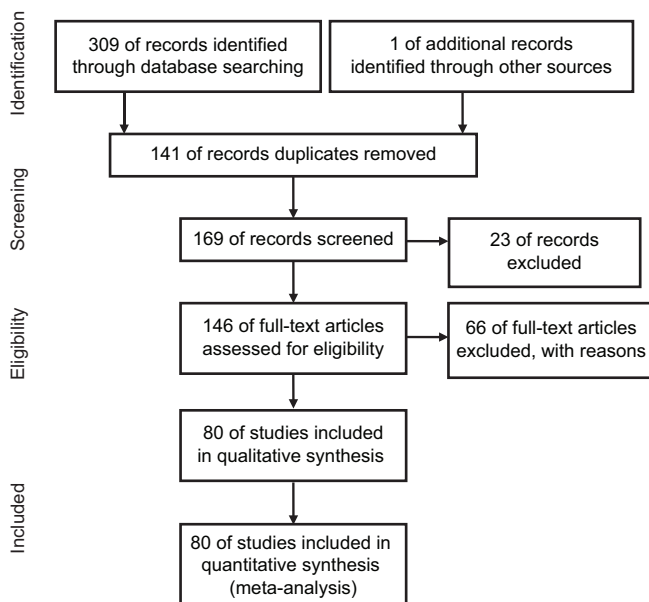 Identification
309 of records identified
through database searching
1 of additional records
identified through other sources
141 of records duplicates removed
Screening
169 of records screened
23 of records
excluded
Eligibility
146 of full-text articles
assessed for eligibility
66 of full-text articles
excluded, with reasons
80 of studies included
in qualitative synthesis
Included
80 of studies included in
quantitative synthesis
(meta-analysis)